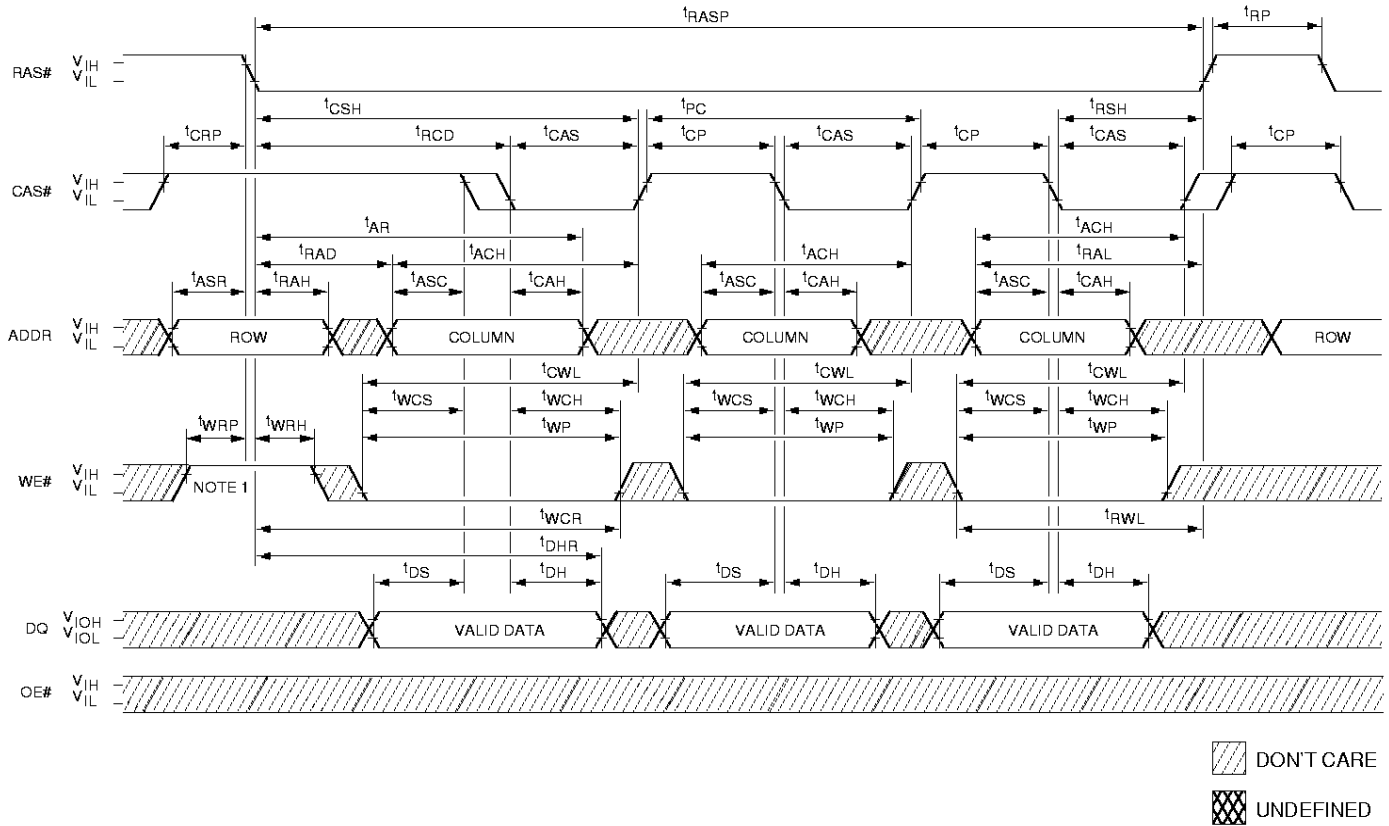 tRASP tRP
RAS# VIH
VIL
tCSH tPC tRSH
tCRP tRCD tCAS tCP tCAS tCP tCAS tCP
CAS# VIH
VIL
tAR tACH
tRAD tACH tACH tRAL
tASR tRAH tASC tCAH tASC tCAH tASC tCAH
ADDR VIH
VIL
ROW COLUMN COLUMN COLUMN ROW
tCWL tCWL tCWL
tWCS tWCH tWCS tWCH tWCS tWCH
tWRP tWRH tWP tWP tWP
WE# VIH
VIL
NOTE 1
tWCR tRWL
tDHR
tDS tDH tDS tDH tDS tDH
DQ VIOH
VIOL
VALID DATA VALID DATA VALID DATA
OE# VIH
VIL
DON'T CARE
UNDEFINED